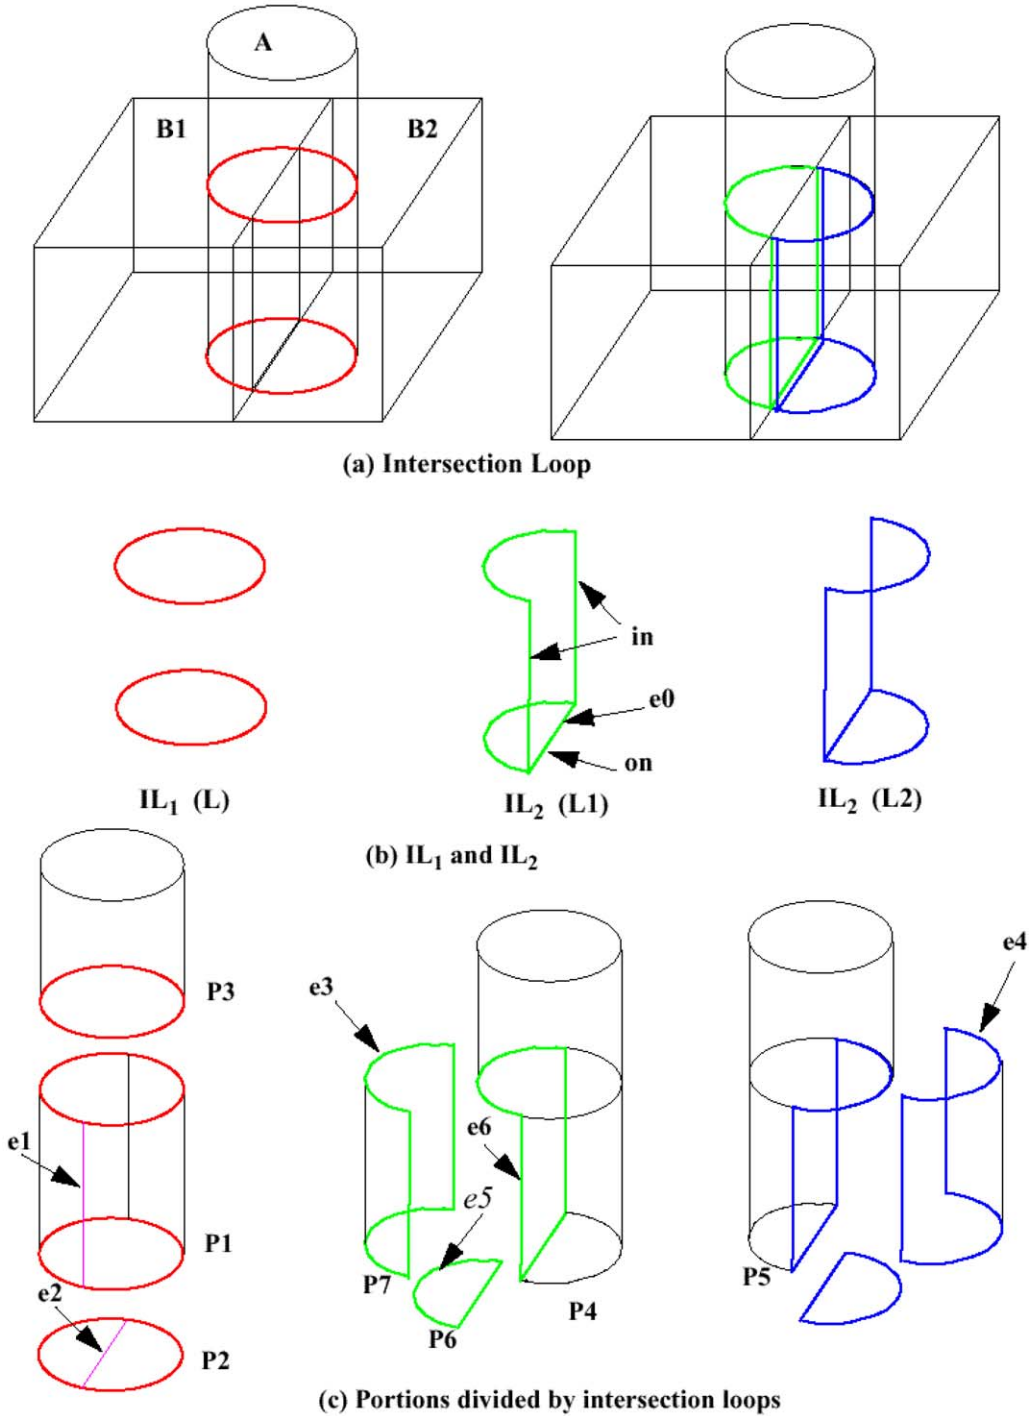 A
B1
B2
(a) Intersection Loop
in
e0
on
IL1 (L)
IL2 (L1)
IL2 (L2)
(b) IL1 and IL2
P3
e1
P1
e2
P2
e3
e6
e5
P7
P6
P4
e4
P5
(c) Portions divided by intersection loops